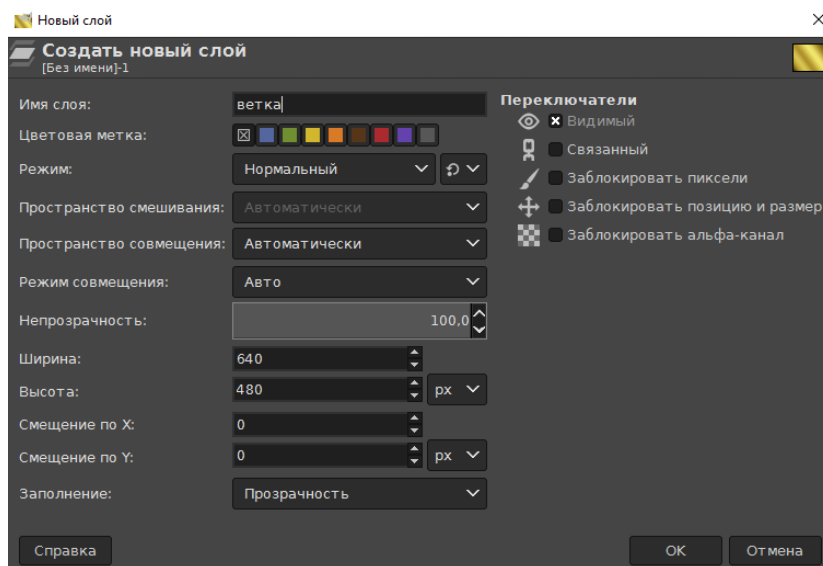 Новый слой
Создать новый слой
[Без имени]-1
Имя слоя: ветка
Цветовая метка:
Режим: Нормальный
Пространство смешивания: Автоматически
Пространство совмещения: Автоматически
Режим совмещения: Авто
Непрозрачность: 100,0
Ширина: 640
Высота: 480 px
Смещение по X: 0
Смещение по Y: 0 px
Заполнение: Прозрачность
Переключатели
Видимый
Связанный
Заблокировать пиксели
Заблокировать позицию и размер
Заблокировать альфа-канал
Справка
OK
Отмена